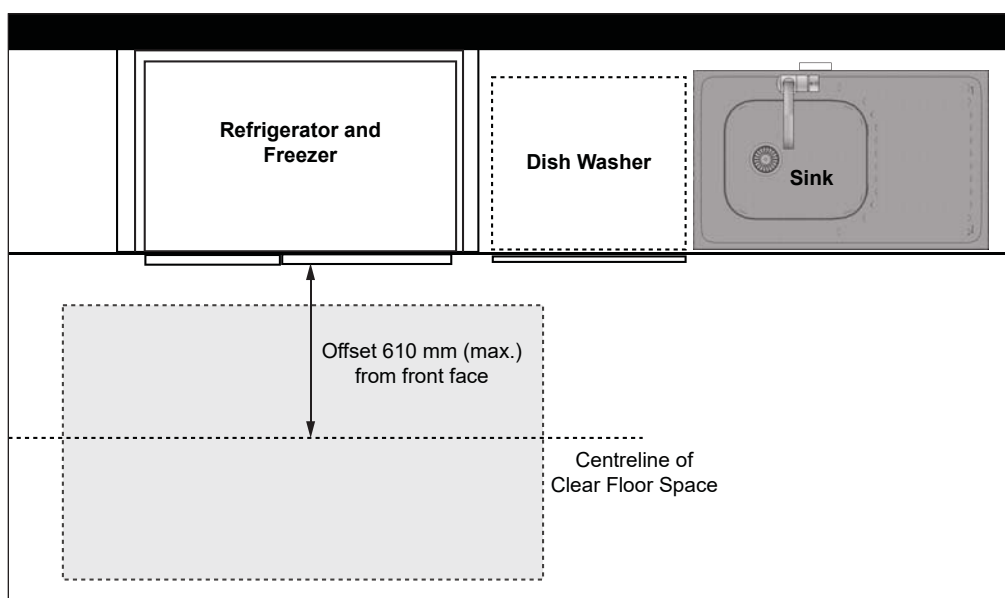 Refrigerator and
Freezer
Dish Washer
Sink
Offset 610 mm (max.)
from front face
Centreline of
Clear Floor Space